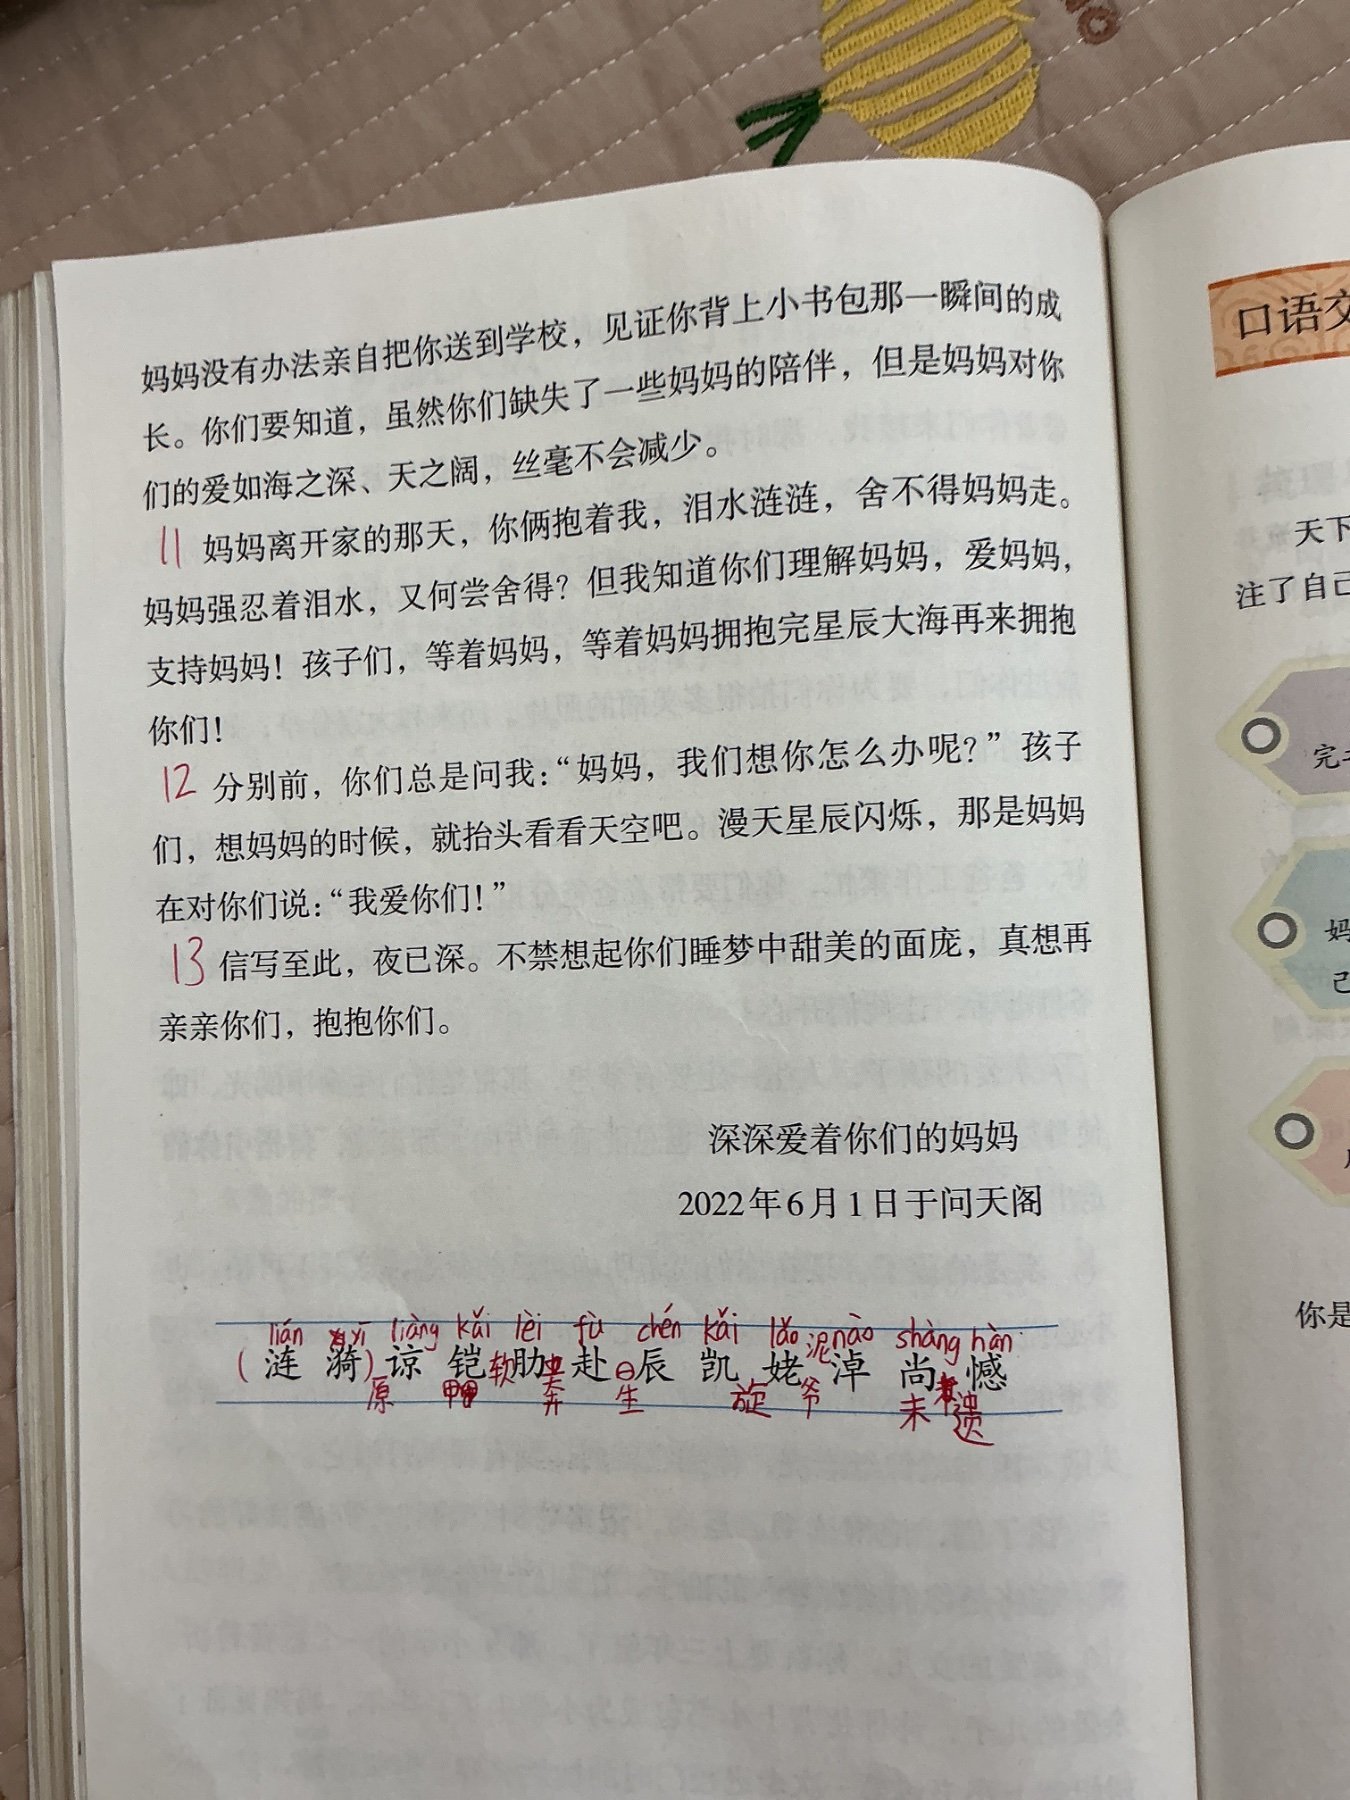 妈妈没有办法亲自把你送到学校，见证你背上小书包那一瞬间的成
长。你们要知道，虽然你们缺失了一些妈妈的陪伴，但是妈妈对你
们的爱如海之深、天之阔，丝毫不会减少。
11 妈妈离开家的那天，你俩抱着我，泪水涟涟，舍不得妈妈走。
妈妈强忍着泪水，又何尝舍得？但我知道你们理解妈妈，爱妈妈，
支持妈妈！孩子们，等着妈妈，等着妈妈拥抱完星辰大海再来拥抱
你们！
12 分别前，你们总是问我：“妈妈，我们想你怎么办呢？”孩子
们，想妈妈的时候，就抬头看看天空吧。漫天星辰闪烁，那是妈妈
在对你们说：“我爱你们！”
13 信写至此，夜已深。不禁想起你们睡梦中甜美的面庞，真想再
亲亲你们，抱抱你们。
深深爱着你们的妈妈
2022年6月1日于问天阁
lián yī liàng kǎi lèi fù chén kǎi lǎo nào shàng hàn
(涟 漪)谅 铠 软肋 赴 辰 凯 姥 泥淖 尚 憾
原 甲 奔 生 旋 爷 未 遗
口语交
天下
注了自己
完
妈
己
你是